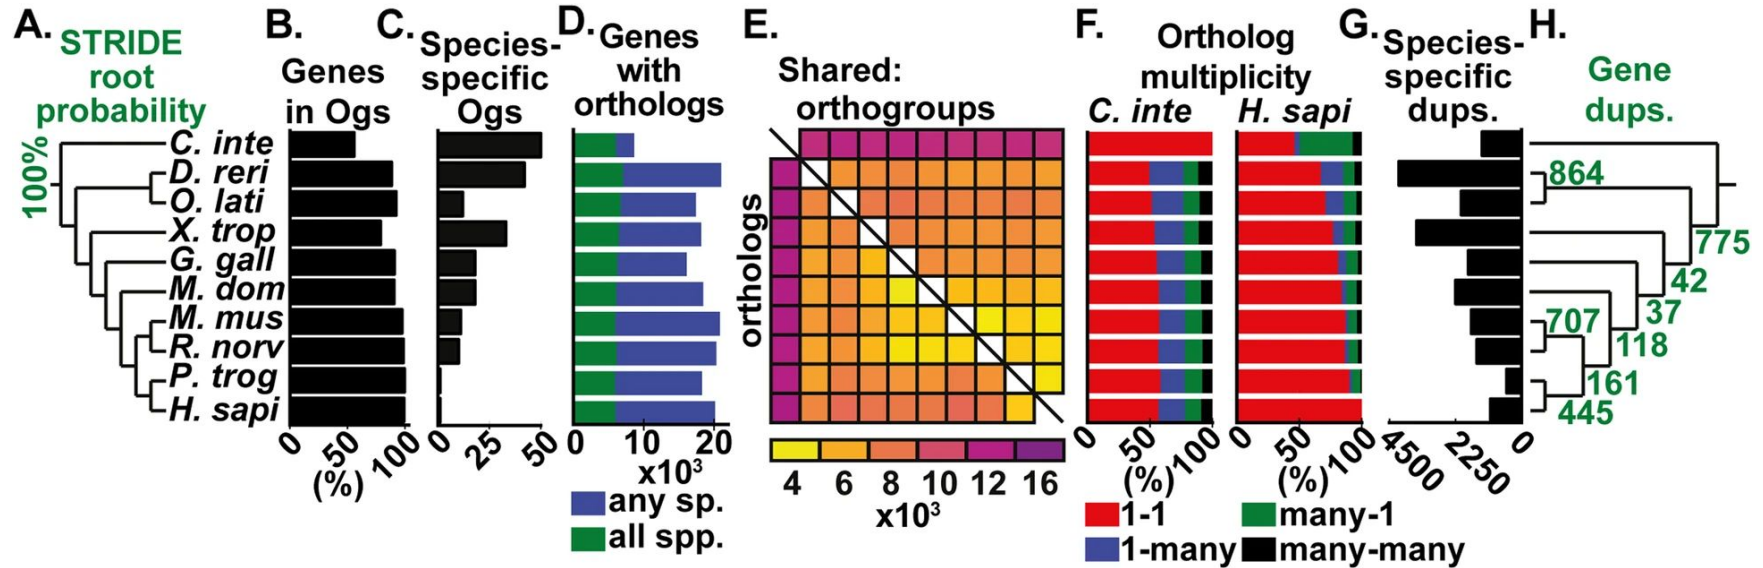 A.
STRIDE
root
probability
100%
C. inte
D. reri
O. lati
X. trop
G. gall
M. dom
M. mus
R. norv
P. trog
H. sapi
B.
Genes
in Ogs
0 50 100
(%)
C.
Species-
specific
Ogs
0 25 50
D.
Genes
with
orthologs
0 10 20
x10³
any sp.
all spp.
E.
Shared:
orthogroups
orthologs
4 6 8 10 12 16
x10³
F.
Ortholog
multiplicity
C. inte H. sapi
0 50 100 0 50 100
(%) (%)
1-1 many-1
1-many many-many
G.
Species-
specific
dups.
4500 2250 0
H.
Gene
dups.
864
775
42
37
707
118
161
445